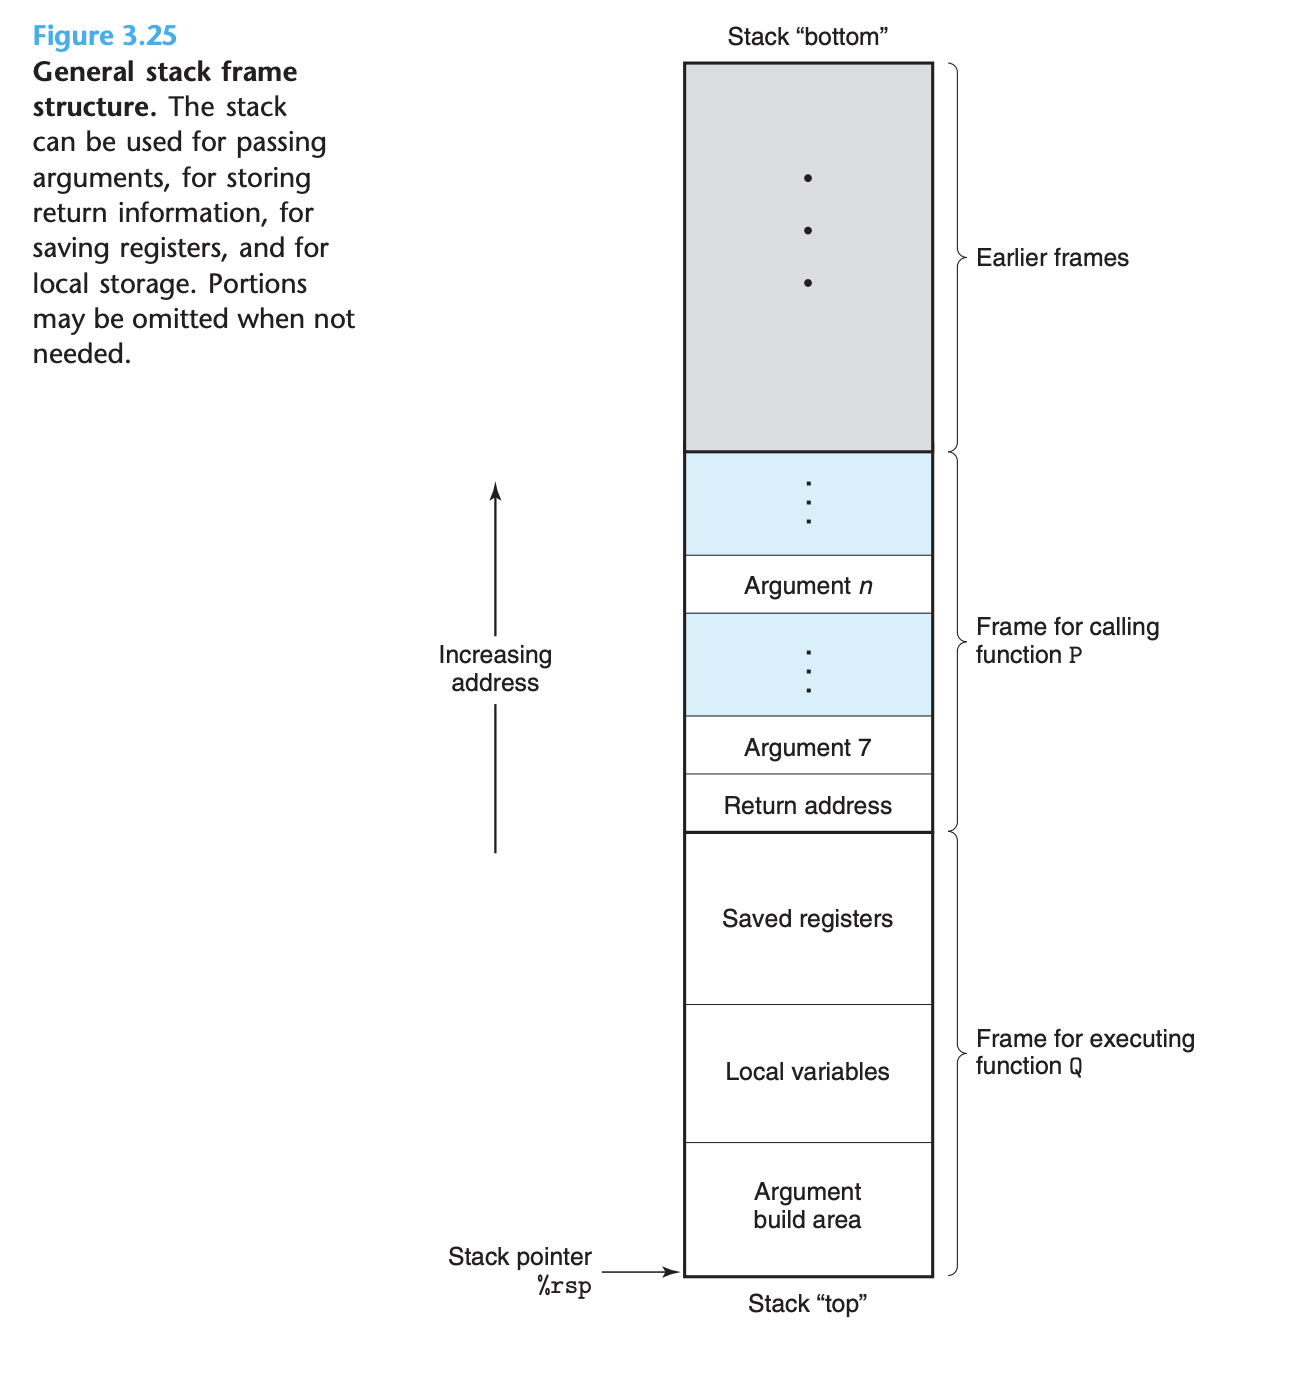 Figure 3.25
General stack frame
structure. The stack
can be used for passing
arguments, for storing
return information, for
saving registers, and for
local storage. Portions
may be omitted when not
needed.
Stack “bottom”
Earlier frames
Argument n
Frame for calling
function P
Increasing
address
Argument 7
Return address
Saved registers
Local variables
Frame for executing
function Q
Argument
build area
Stack pointer
%rsp
Stack “top”